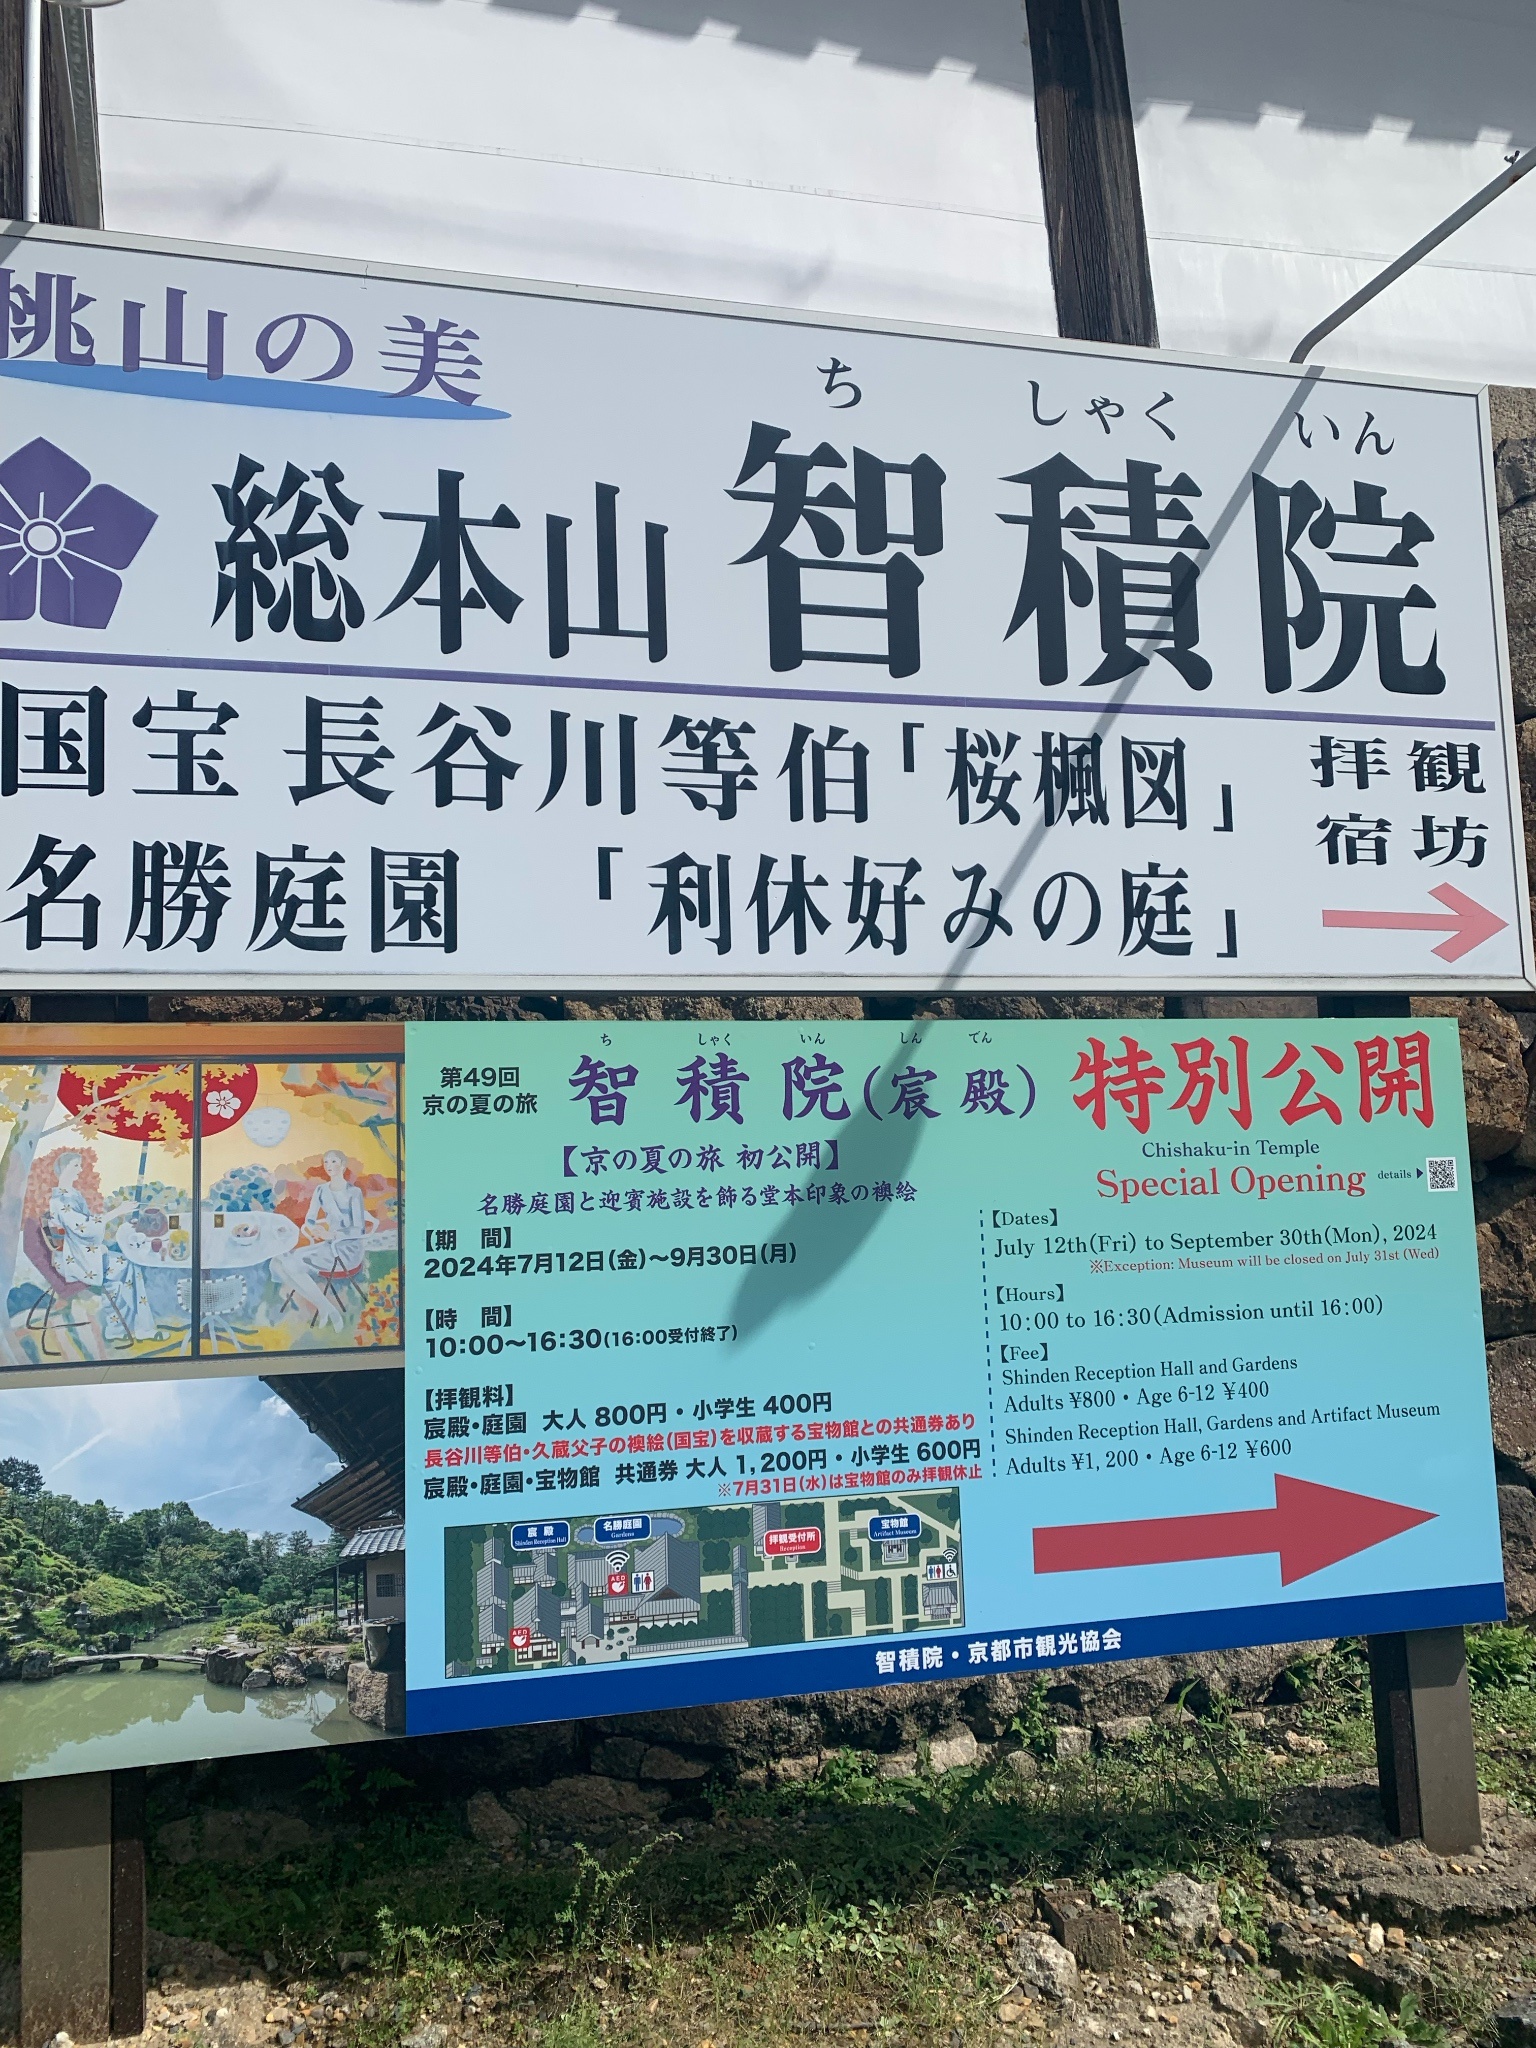 桃山の美
ち しゃく いん
総本山 智積院
国宝 長谷川等伯「桜楓図」
名勝庭園 「利休好みの庭」
拝観
宿坊
第49回
京の夏の旅
ち しゃく いん しん でん
智積院(宸殿) 特別公開
【京の夏の旅 初公開】
名勝庭園と迎賓施設を飾る堂本印象の襖絵
【期 間】
2024年7月12日(金)〜9月30日(月)
【時 間】
10:00〜16:30(16:00受付終了)
【拝観料】
宸殿・庭園 大人 800円・小学生 400円
長谷川等伯・久蔵父子の襖絵(国宝)を収蔵する宝物館との共通券あり
宸殿・庭園・宝物館 共通券 大人 1,200円・小学生 600円
※7月31日(水)は宝物館のみ拝観休止
Chishaku-in Temple
Special Opening
details
【Dates】
July 12th(Fri) to September 30th(Mon), 2024
※Exception: Museum will be closed on July 31st (Wed)
【Hours】
10:00 to 16:30(Admission until 16:00)
【Fee】
Shinden Reception Hall and Gardens
Adults ¥800・Age 6-12 ¥400
Shinden Reception Hall, Gardens and Artifact Museum
Adults ¥1,200・Age 6-12 ¥600
宸殿
Shinden Reception Hall
名勝庭園
Gardens
拝観受付所
Reception
宝物館
Artifact Museum
AED
AED
智積院・京都市観光協会